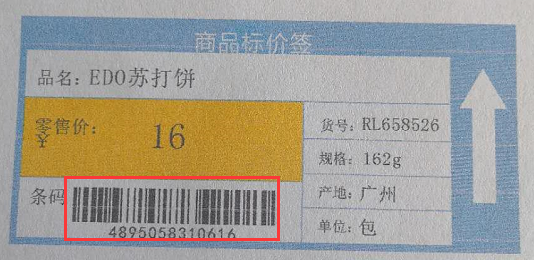 商品标价签
品名：EDO苏打饼
零售价：
¥
16
货号：RL658526
规格：162g
产地：广州
单位：包
条码
4895058310616